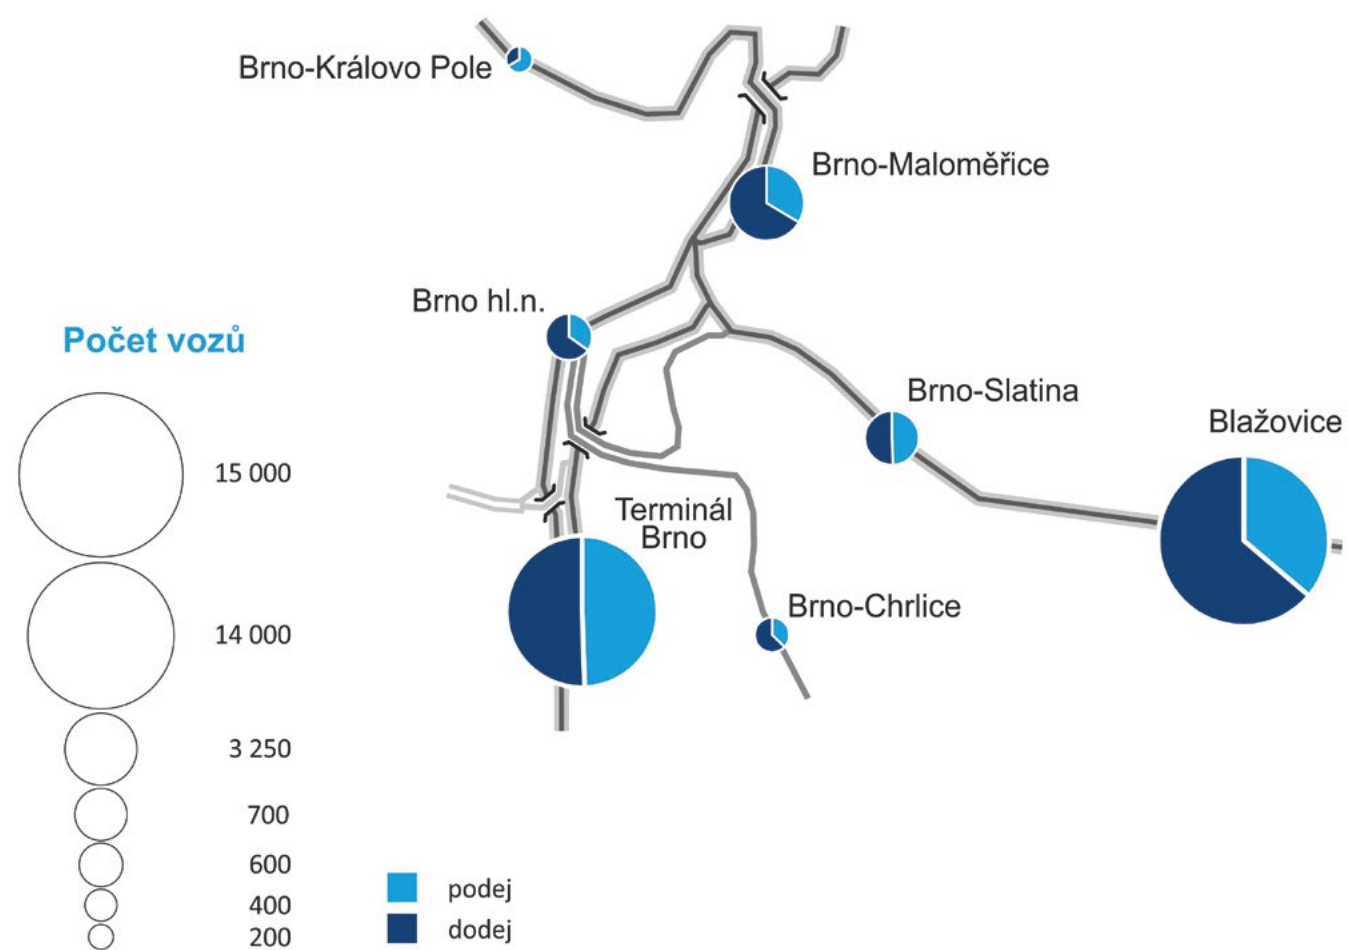 Brno-Královo Pole
Brno-Maloměřice
Brno hl.n.
Počet vozů
Brno-Slatina
Blažovice
15 000
Terminál
Brno
Brno-Chrlice
14 000
3 250
700
600
400
200
podej
dodej